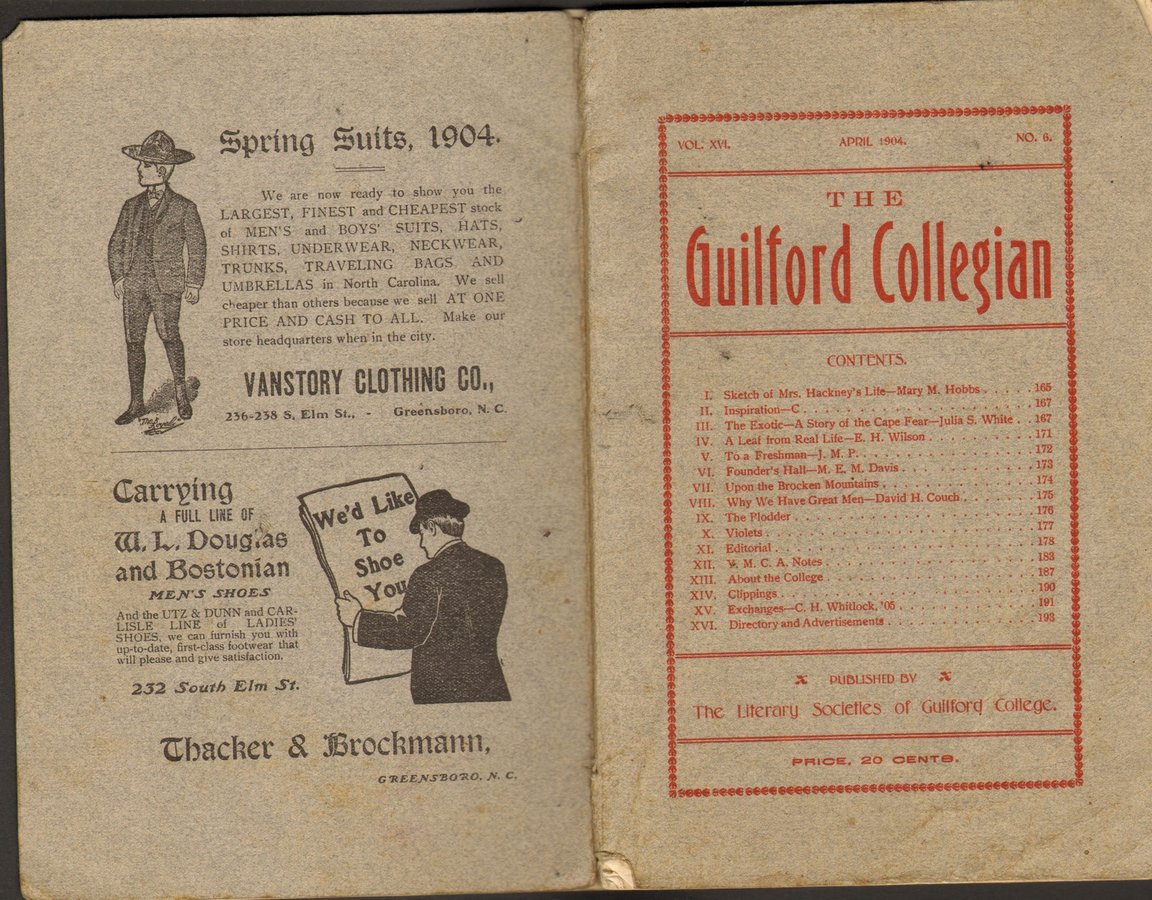 Spring Suits, 1904.
We are now ready to show you the
LARGEST, FINEST and CHEAPEST stock
of MEN'S and BOYS' SUITS, HATS,
SHIRTS, UNDERWEAR, NECKWEAR,
TRUNKS, TRAVELING BAGS AND
UMBRELLAS in North Carolina. We sell
cheaper than others because we sell AT ONE
PRICE AND CASH TO ALL. Make our
store headquarters when in the city.
VANSTORY CLOTHING CO.,
236-238 S. Elm St., - Greensboro, N. C.
Carrying
A FULL LINE OF
W. L. Douglas
and Bostonian
MEN'S SHOES
And the UTZ & DUNN and CAR-
LISLE LINE of LADIES'
SHOES, we can furnish you with
up-to-date, first-class footwear that
will please and give satisfaction.
232 South Elm St.
We'd Like
To
Shoe
You
Thacker & Brockmann,
GREENSBORO, N. C.
VOL. XVI. APRIL 1904. NO. 6.
THE
Guilford Collegian
CONTENTS.
I. Sketch of Mrs. Hackney's Life—Mary M. Hobbs . . . . . 165
II. Inspiration—C . . . . . 167
III. The Exotic—A Story of the Cape Fear—Julia S. White . . 167
IV. A Leaf from Real Life—E. H. Wilson . . . . . 171
V. To a Freshman—J. M. P. . . . . . 172
VI. Founder's Hall—M. E. M. Davis . . . . . 173
VII. Upon the Brocken Mountains . . . . . 174
VIII. Why We Have Great Men—David H. Couch . . . . . 175
IX. The Plodder . . . . . 176
X. Violets . . . . . 177
XI. Editorial . . . . . 178
XII. Y. M. C. A. Notes . . . . . 183
XIII. About the College . . . . . 187
XIV. Clippings . . . . . 190
XV. Exchanges—C. H. Whitlock, '05 . . . . . 191
XVI. Directory and Advertisements . . . . . 193
PUBLISHED BY
The Literary Societies of Guilford College.
PRICE, 20 CENTS.